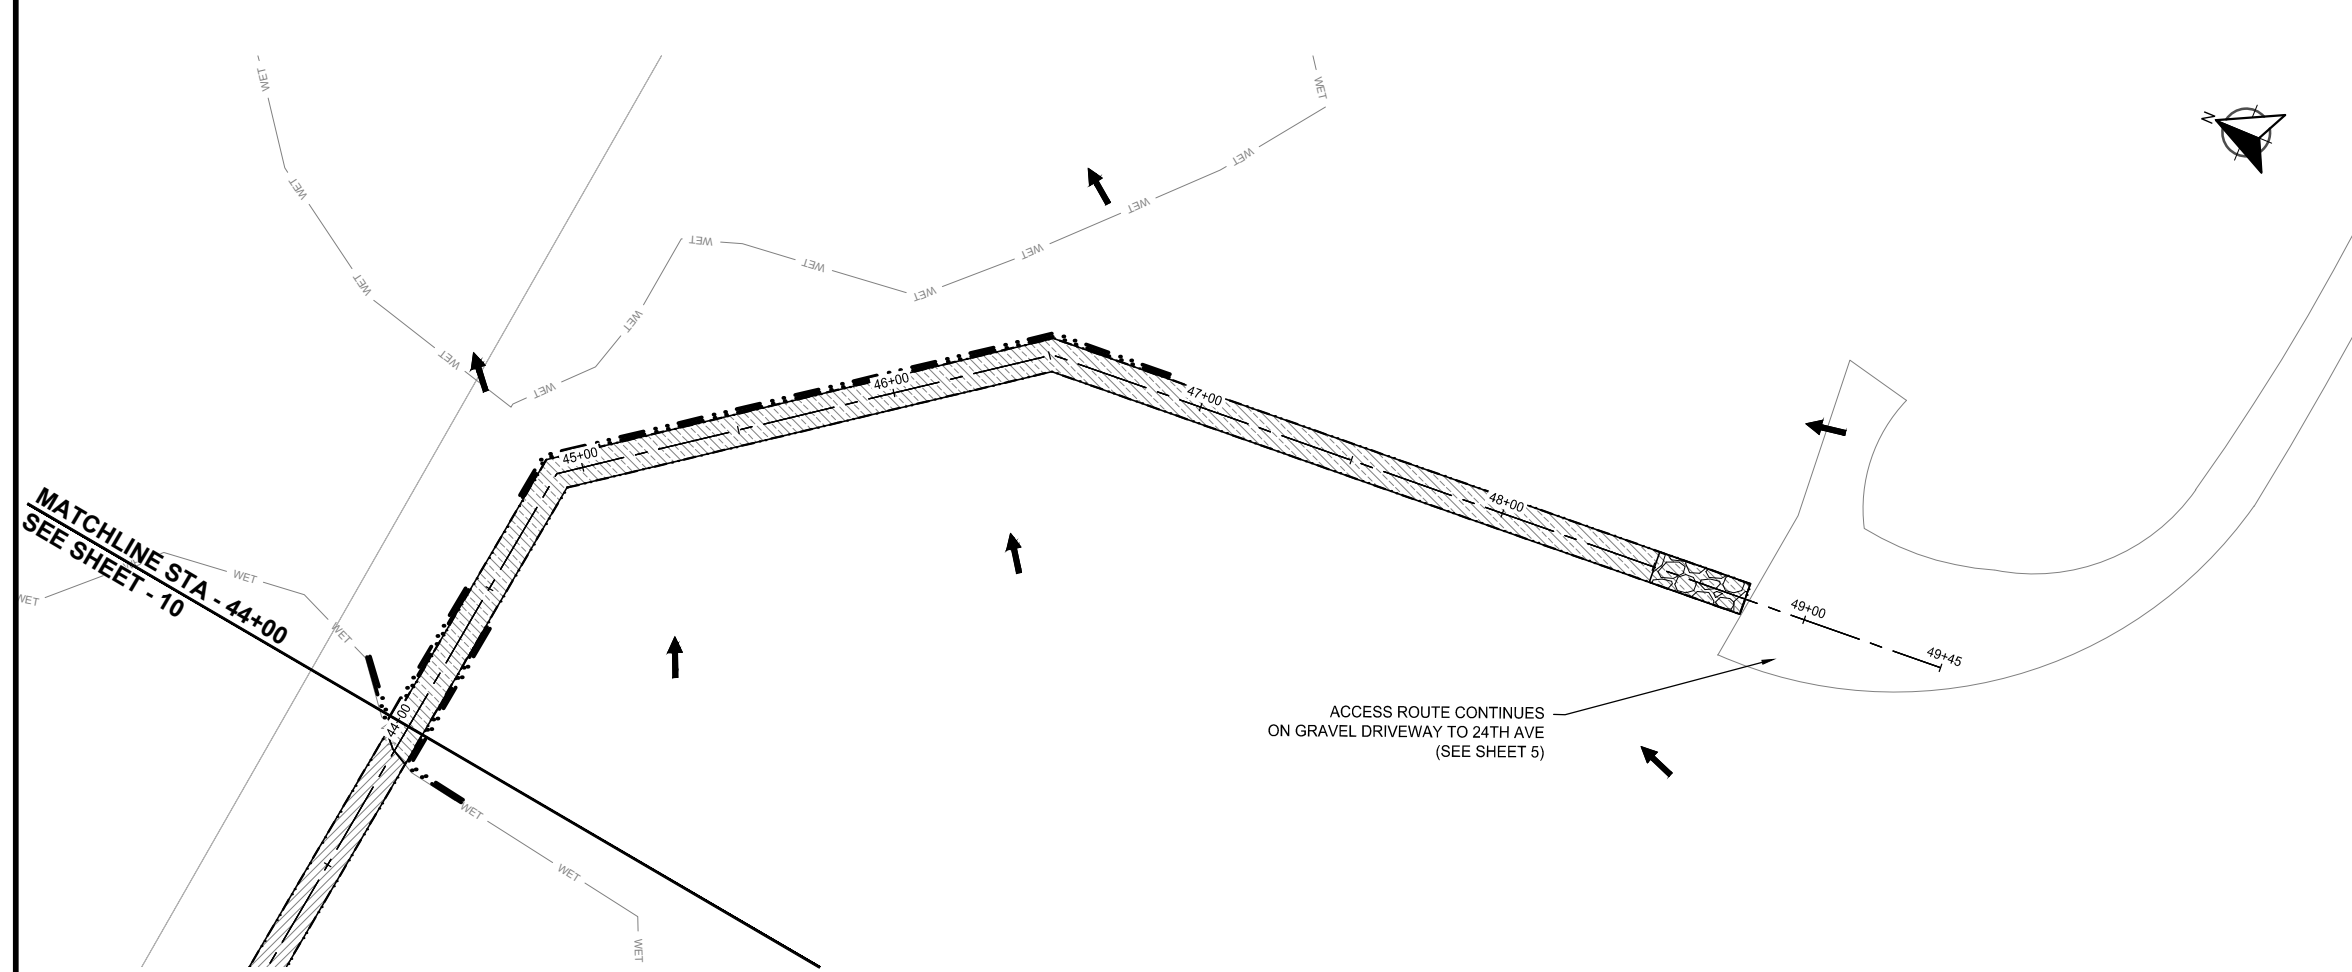 WET
WET
WET
WET
N
WET
WET
WET
WET
WET
WET
WET
WET
WET
46+00
47+00
45+00
48+00
MATCHLINE STA - 44+00
SEE SHEET - 10
WET
WET
WET
44+00
49+00
49+45
ACCESS ROUTE CONTINUES
ON GRAVEL DRIVEWAY TO 24TH AVE
(SEE SHEET 5)
WET
WET
WET